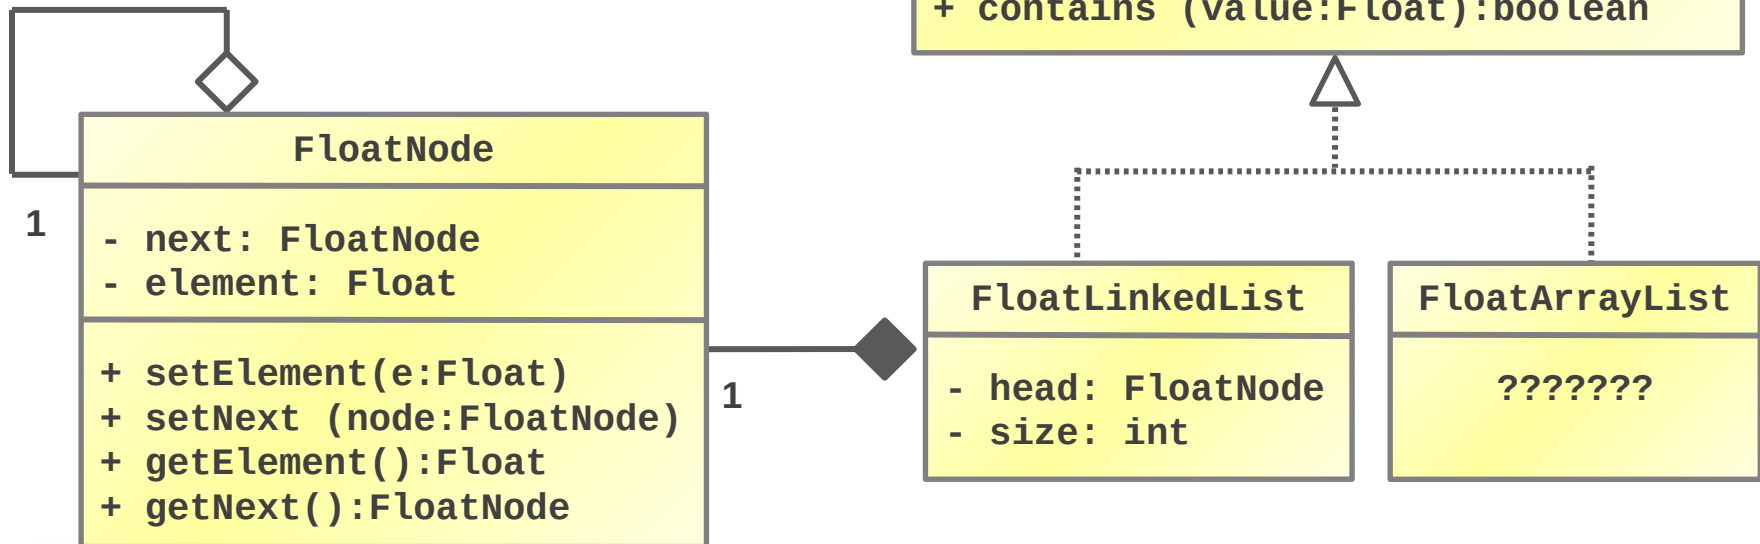 + contains (value:Float):boolean
FloatNode
1
- next: FloatNode
- element: Float
+ setElement(e:Float)
+ setNext (node:FloatNode)
+ getElement():Float
+ getNext():FloatNode
1
FloatLinkedList
- head: FloatNode
- size: int
FloatArrayList
???????